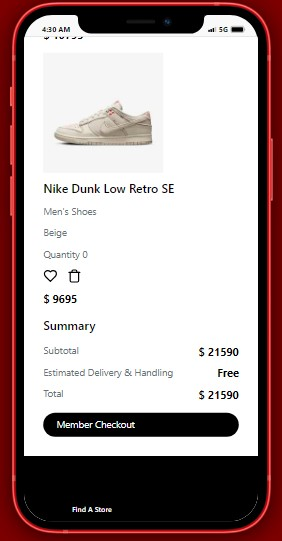 4:30 AM
5G
Nike Dunk Low Retro SE
Men's Shoes
Beige
Quantity 0
$ 9695
Summary
Subtotal $ 21590
Estimated Delivery & Handling Free
Total $ 21590
Member Checkout
Find A Store